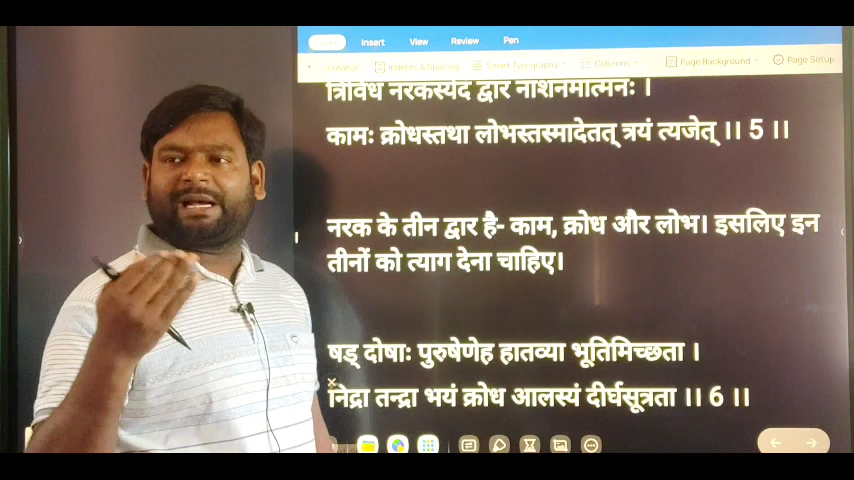 Insert View Review Pen
Indents & Spacing Smart Typography Columns Page Background Page Setup
त्रिविधं नरकस्येदं द्वारं नाशनमात्मनः ।
कामः क्रोधस्तथा लोभस्तस्मादेतत् त्रयं त्यजेत् ।। 5 ।।
नरक के तीन द्वार है- काम, क्रोध और लोभ। इसलिए इन
तीनों को त्याग देना चाहिए।
षड् दोषाः पुरुषेणेह हातव्या भूतिमिच्छता ।
निद्रा तन्द्रा भयं क्रोध आलस्यं दीर्घसूत्रता ।। 6 ।।